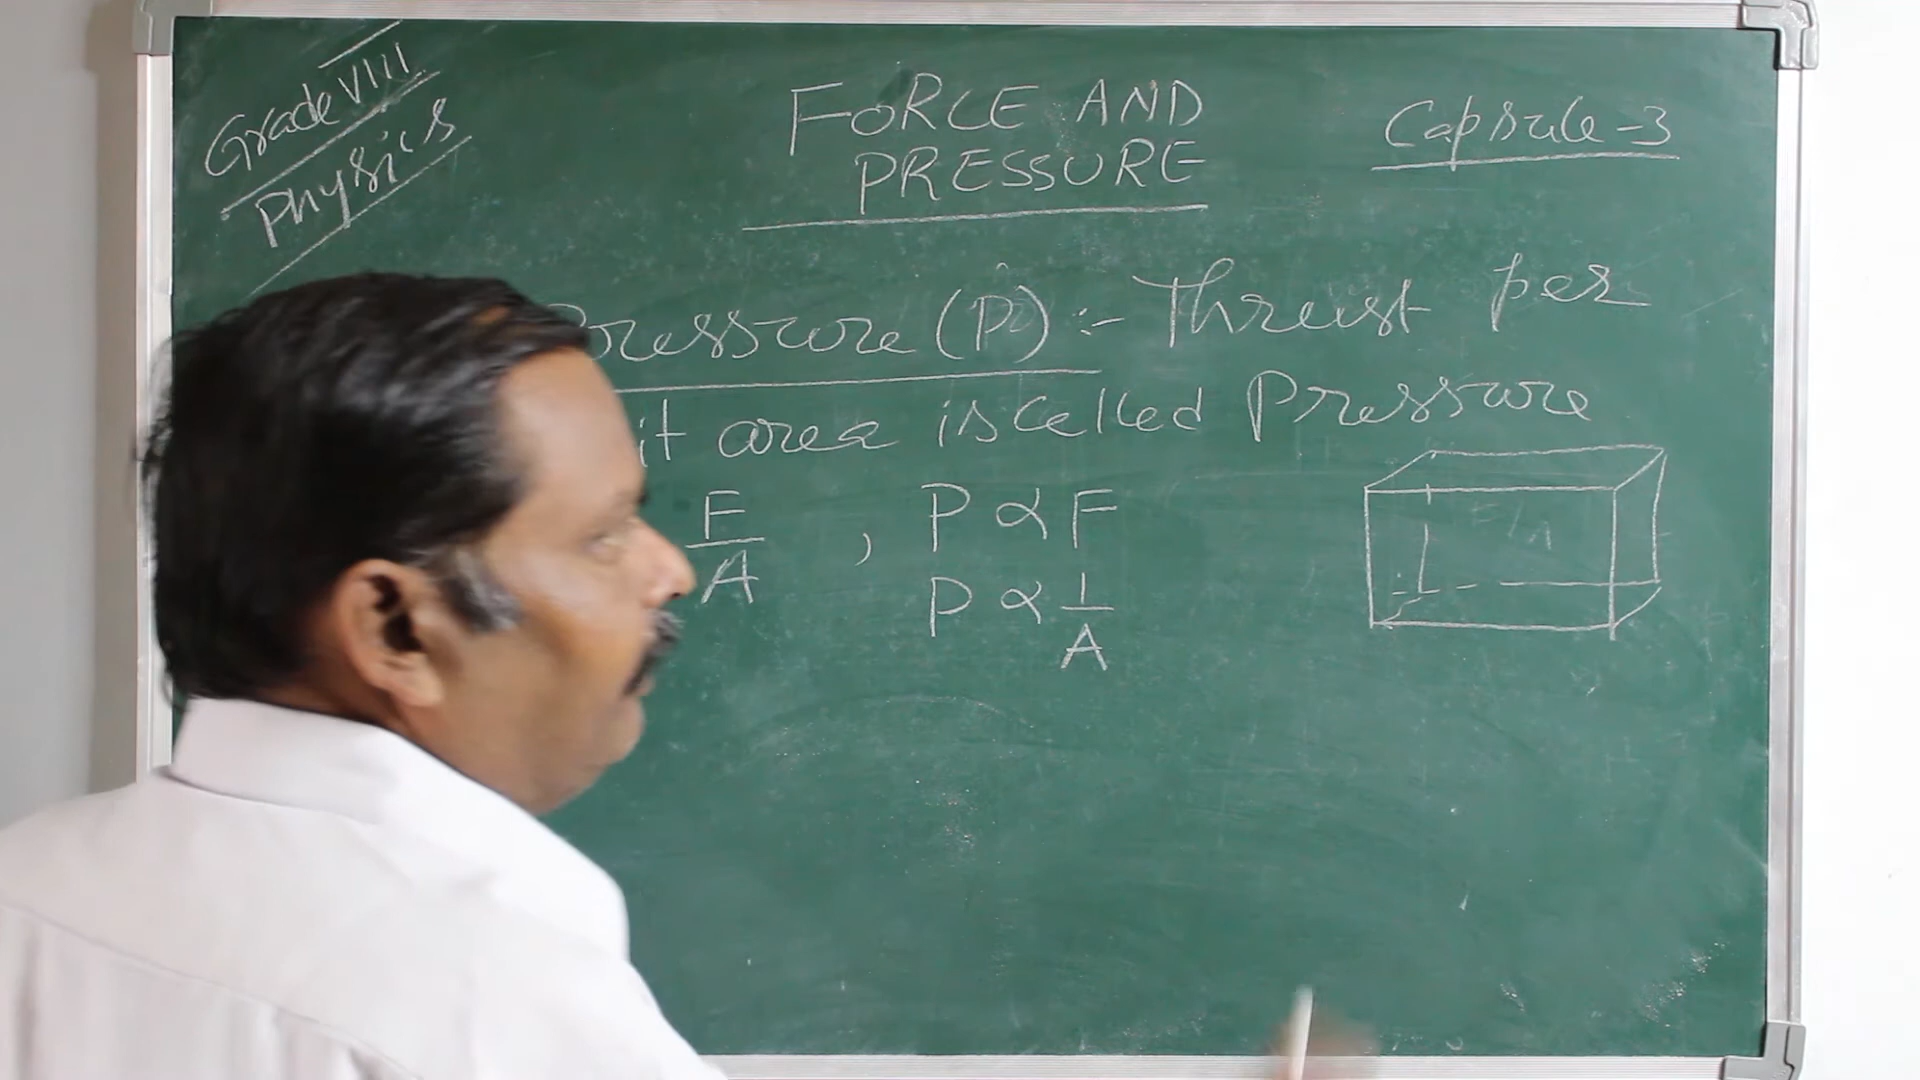 Grade VIII
Physics
FORCE AND
PRESSURE
Capsule-3
Pressure (P) :- Thrust per
it area is called Pressure
F/A , P ∝ F
P ∝ 1/A